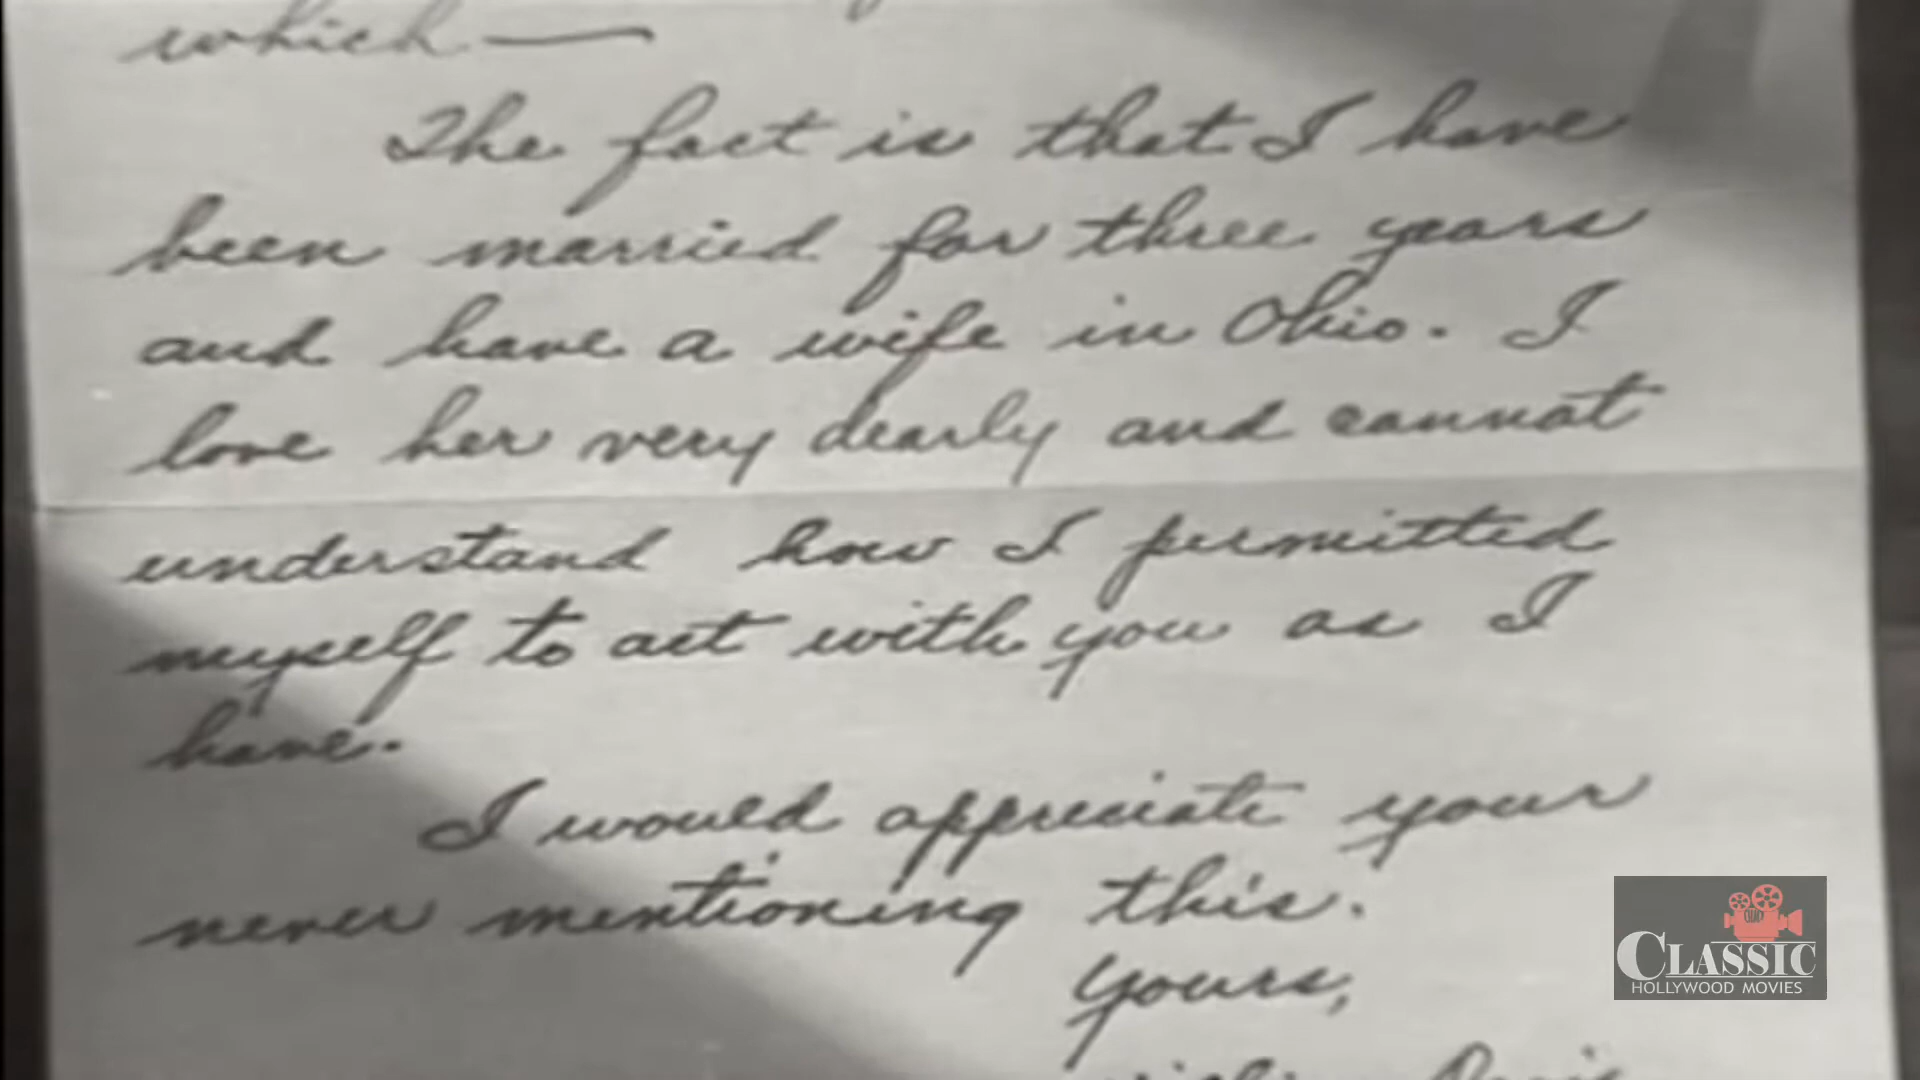 which —
The fact is that I have
been married for three years
and have a wife in Ohio. I
love her very dearly and cannot
understand how I permitted
myself to act with you as I
have.
I would appreciate your
never mentioning this.
Yours,
CLASSIC
HOLLYWOOD MOVIES